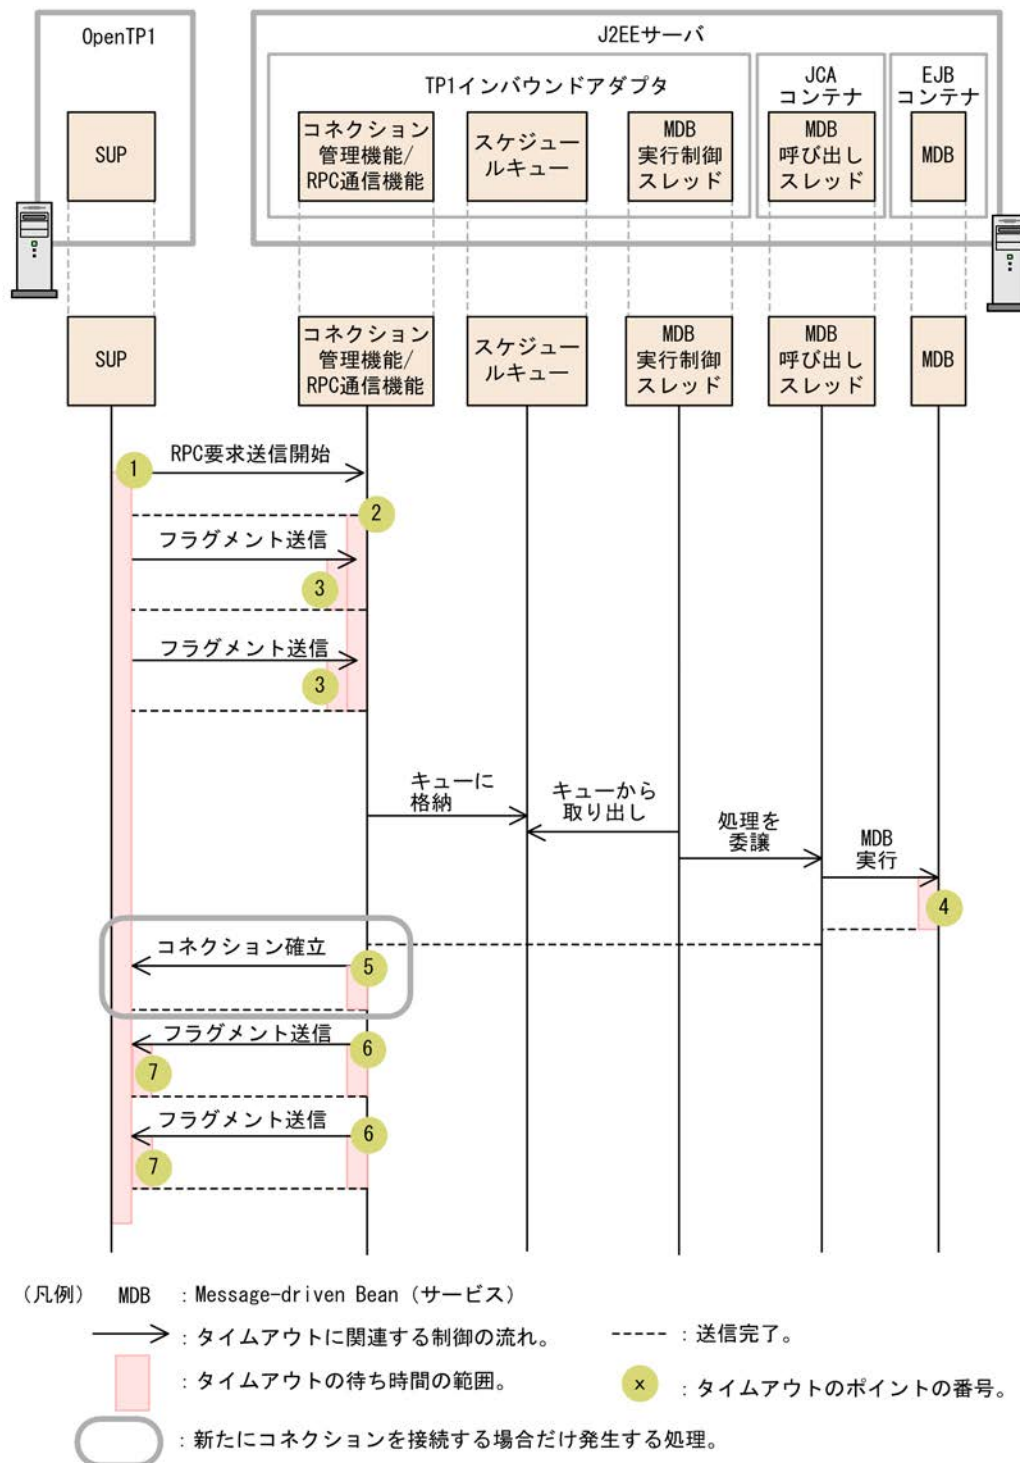 OpenTP1
J2EEサーバ
TP1インバウンドアダプタ
JCA
コンテナ
EJB
コンテナ
SUP
コネクション
管理機能/
RPC通信機能
スケジュー
ルキュー
MDB
実行制御
スレッド
MDB
呼び出し
スレッド
MDB
SUP
コネクション
管理機能/
RPC通信機能
スケジュー
ルキュー
MDB
実行制御
スレッド
MDB
呼び出し
スレッド
MDB
RPC要求送信開始
1
2
フラグメント送信
3
フラグメント送信
3
キューに
格納
キューから
取り出し
処理を
委譲
MDB
実行
4
コネクション確立
5
フラグメント送信
6
7
フラグメント送信
6
7
(凡例) MDB :Message-driven Bean(サービス)
:タイムアウトに関連する制御の流れ。
:送信完了。
:タイムアウトの待ち時間の範囲。
x :タイムアウトのポイントの番号。
:新たにコネクションを接続する場合だけ発生する処理。